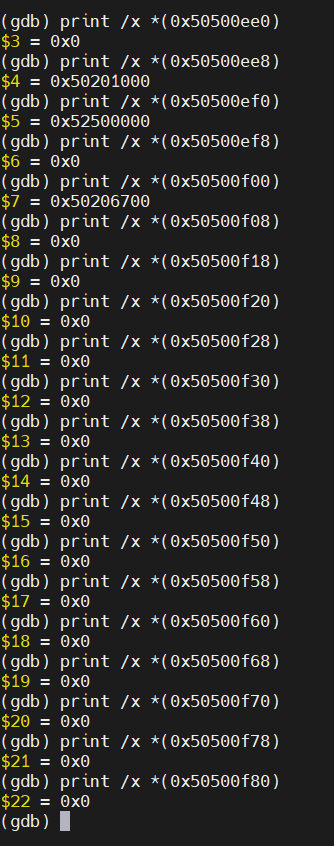 (gdb) print /x *(0x50500ee0)
$3 = 0x0
(gdb) print /x *(0x50500ee8)
$4 = 0x50201000
(gdb) print /x *(0x50500ef0)
$5 = 0x52500000
(gdb) print /x *(0x50500ef8)
$6 = 0x0
(gdb) print /x *(0x50500f00)
$7 = 0x50206700
(gdb) print /x *(0x50500f08)
$8 = 0x0
(gdb) print /x *(0x50500f18)
$9 = 0x0
(gdb) print /x *(0x50500f20)
$10 = 0x0
(gdb) print /x *(0x50500f28)
$11 = 0x0
(gdb) print /x *(0x50500f30)
$12 = 0x0
(gdb) print /x *(0x50500f38)
$13 = 0x0
(gdb) print /x *(0x50500f40)
$14 = 0x0
(gdb) print /x *(0x50500f48)
$15 = 0x0
(gdb) print /x *(0x50500f50)
$16 = 0x0
(gdb) print /x *(0x50500f58)
$17 = 0x0
(gdb) print /x *(0x50500f60)
$18 = 0x0
(gdb) print /x *(0x50500f68)
$19 = 0x0
(gdb) print /x *(0x50500f70)
$20 = 0x0
(gdb) print /x *(0x50500f78)
$21 = 0x0
(gdb) print /x *(0x50500f80)
$22 = 0x0
(gdb)